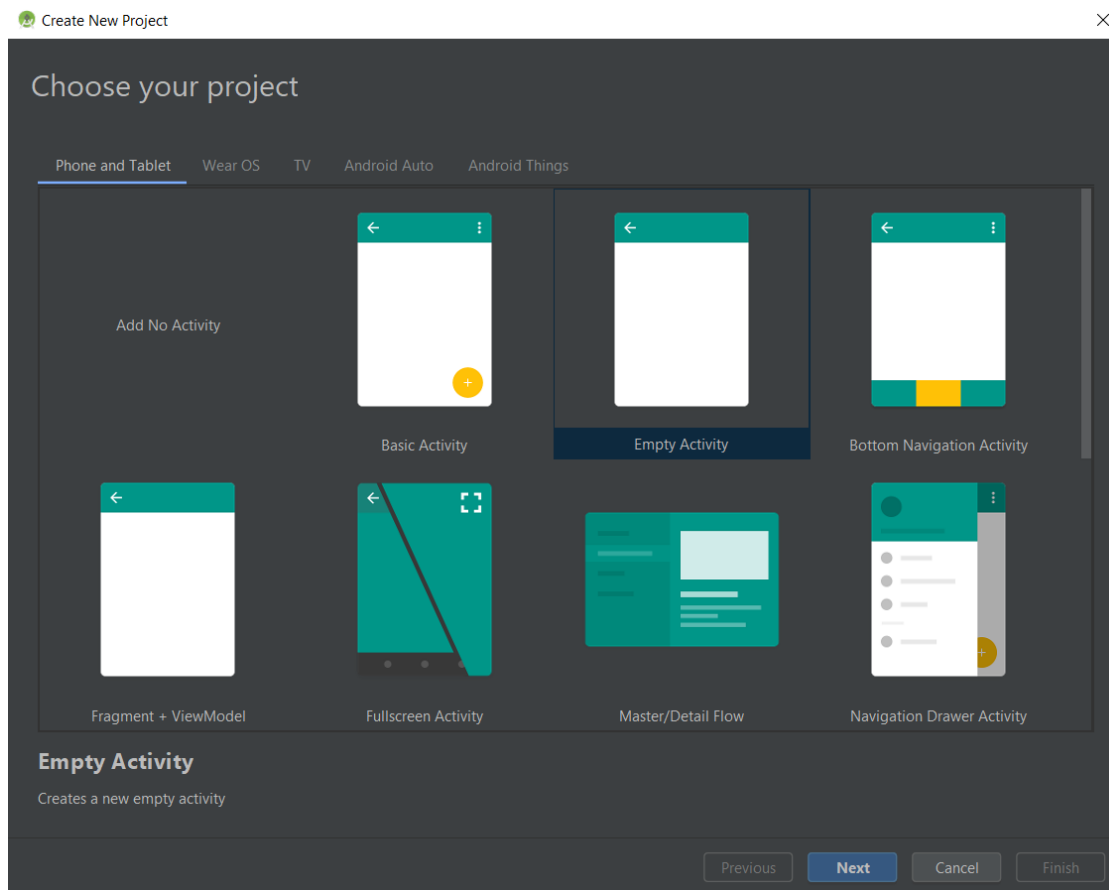 Create New Project
Choose your project
Phone and Tablet Wear OS TV Android Auto Android Things
Add No Activity
Basic Activity Empty Activity Bottom Navigation Activity
Fragment + ViewModel Fullscreen Activity Master/Detail Flow Navigation Drawer Activity
Empty Activity
Creates a new empty activity
Previous Next Cancel Finish